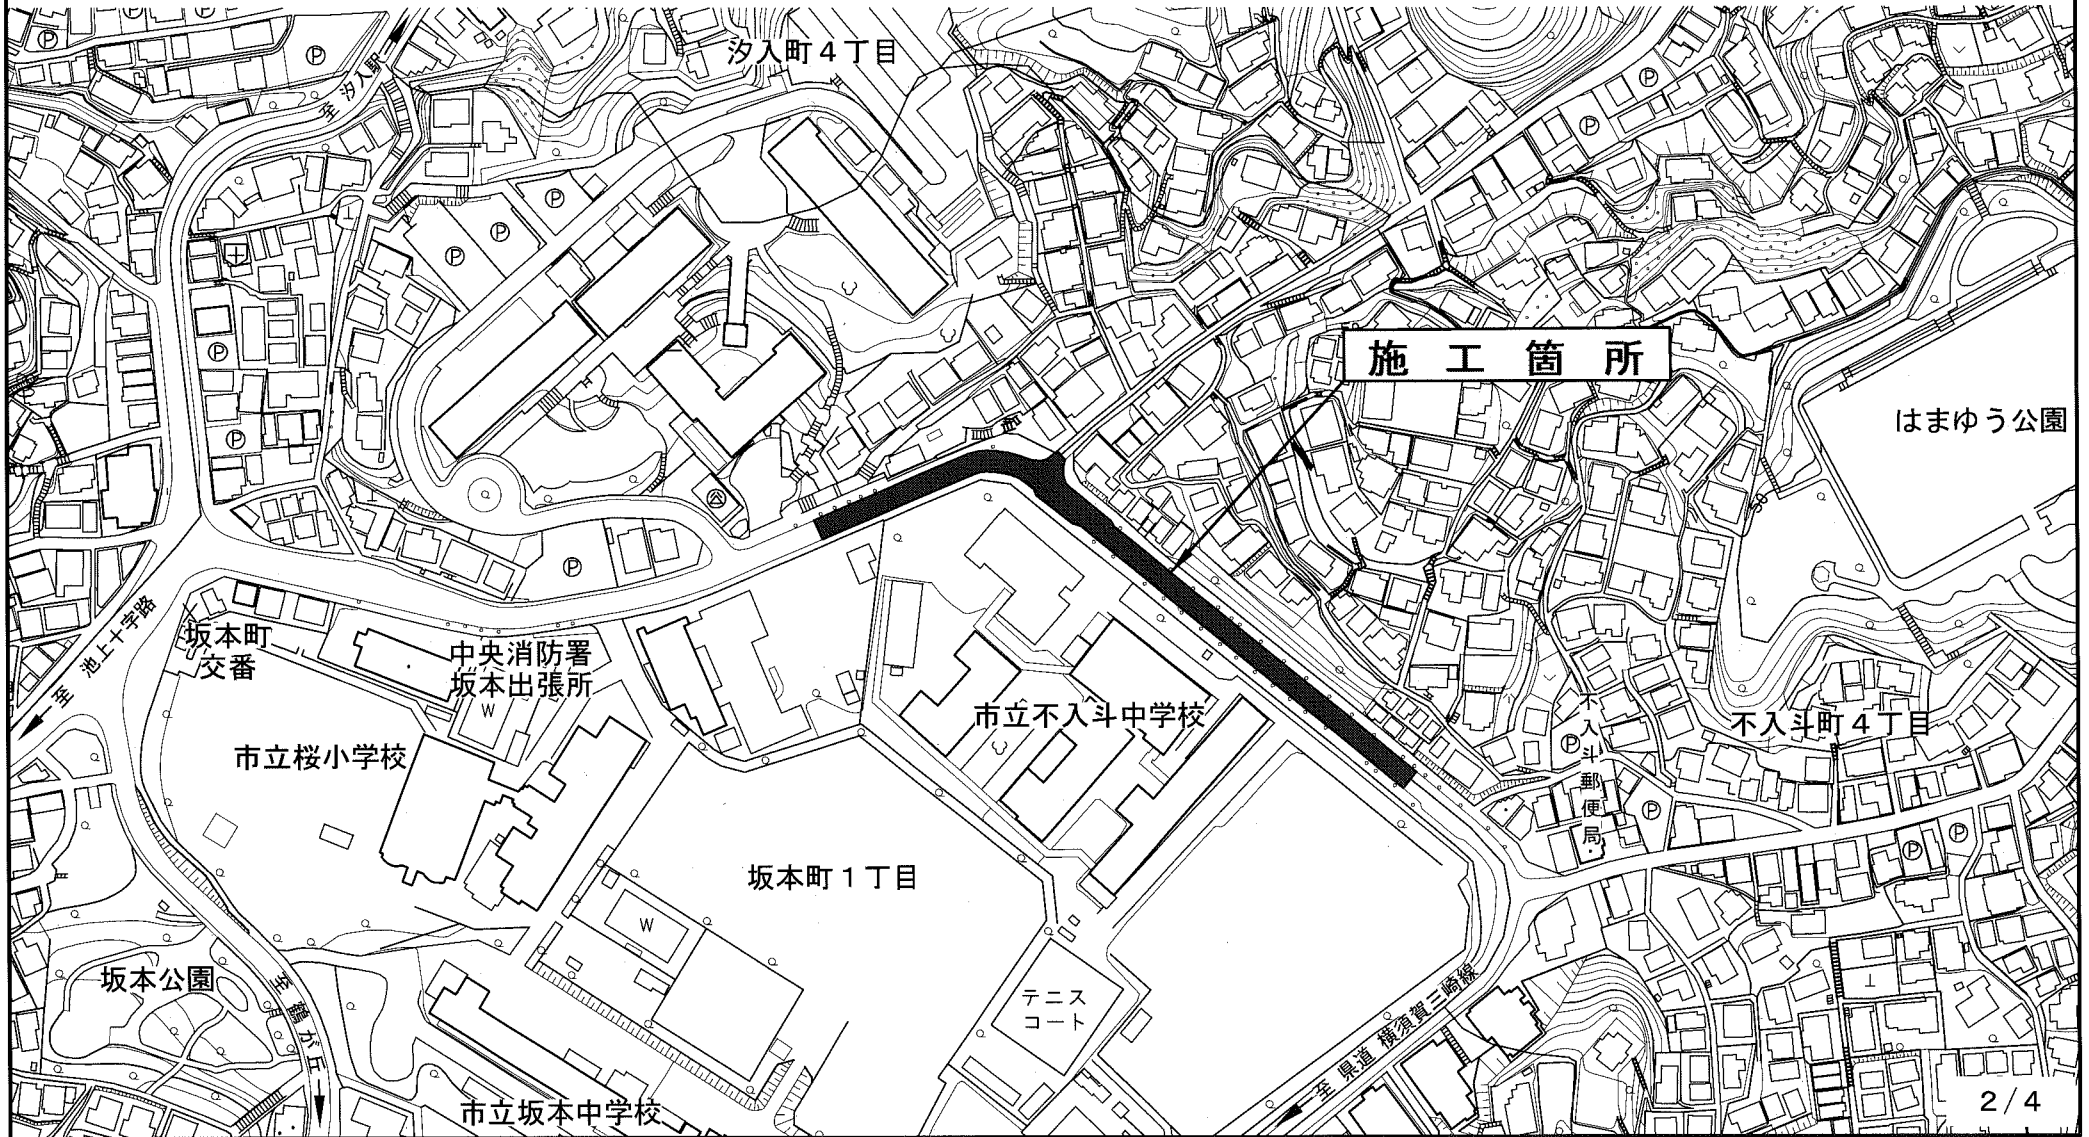 汐入町4丁目
至 汐入駅
施工箇所
はまゆう公園
至 池上十字路
坂本町
交番
中央消防署
坂本出張所
W
市立桜小学校
市立不入斗中学校
不入斗町4丁目
不入斗郵便局
坂本町1丁目
W
坂本公園
至 鶴が丘
テニス
コート
至 県道 横須賀三崎線
市立坂本中学校
2/4